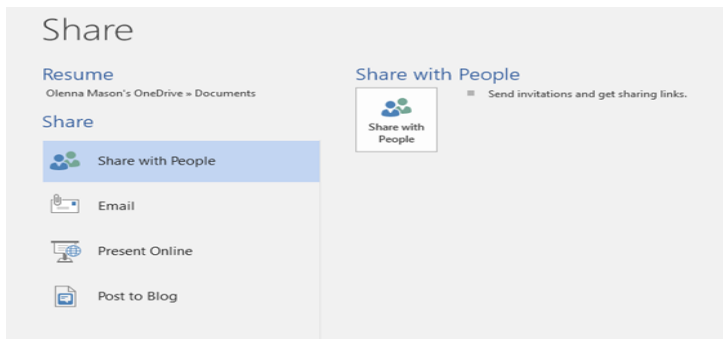 Share
Resume
Olenna Mason's OneDrive » Documents
Share
Share with People
Email
Present Online
Post to Blog
Share with People
Share with
People
Send invitations and get sharing links.